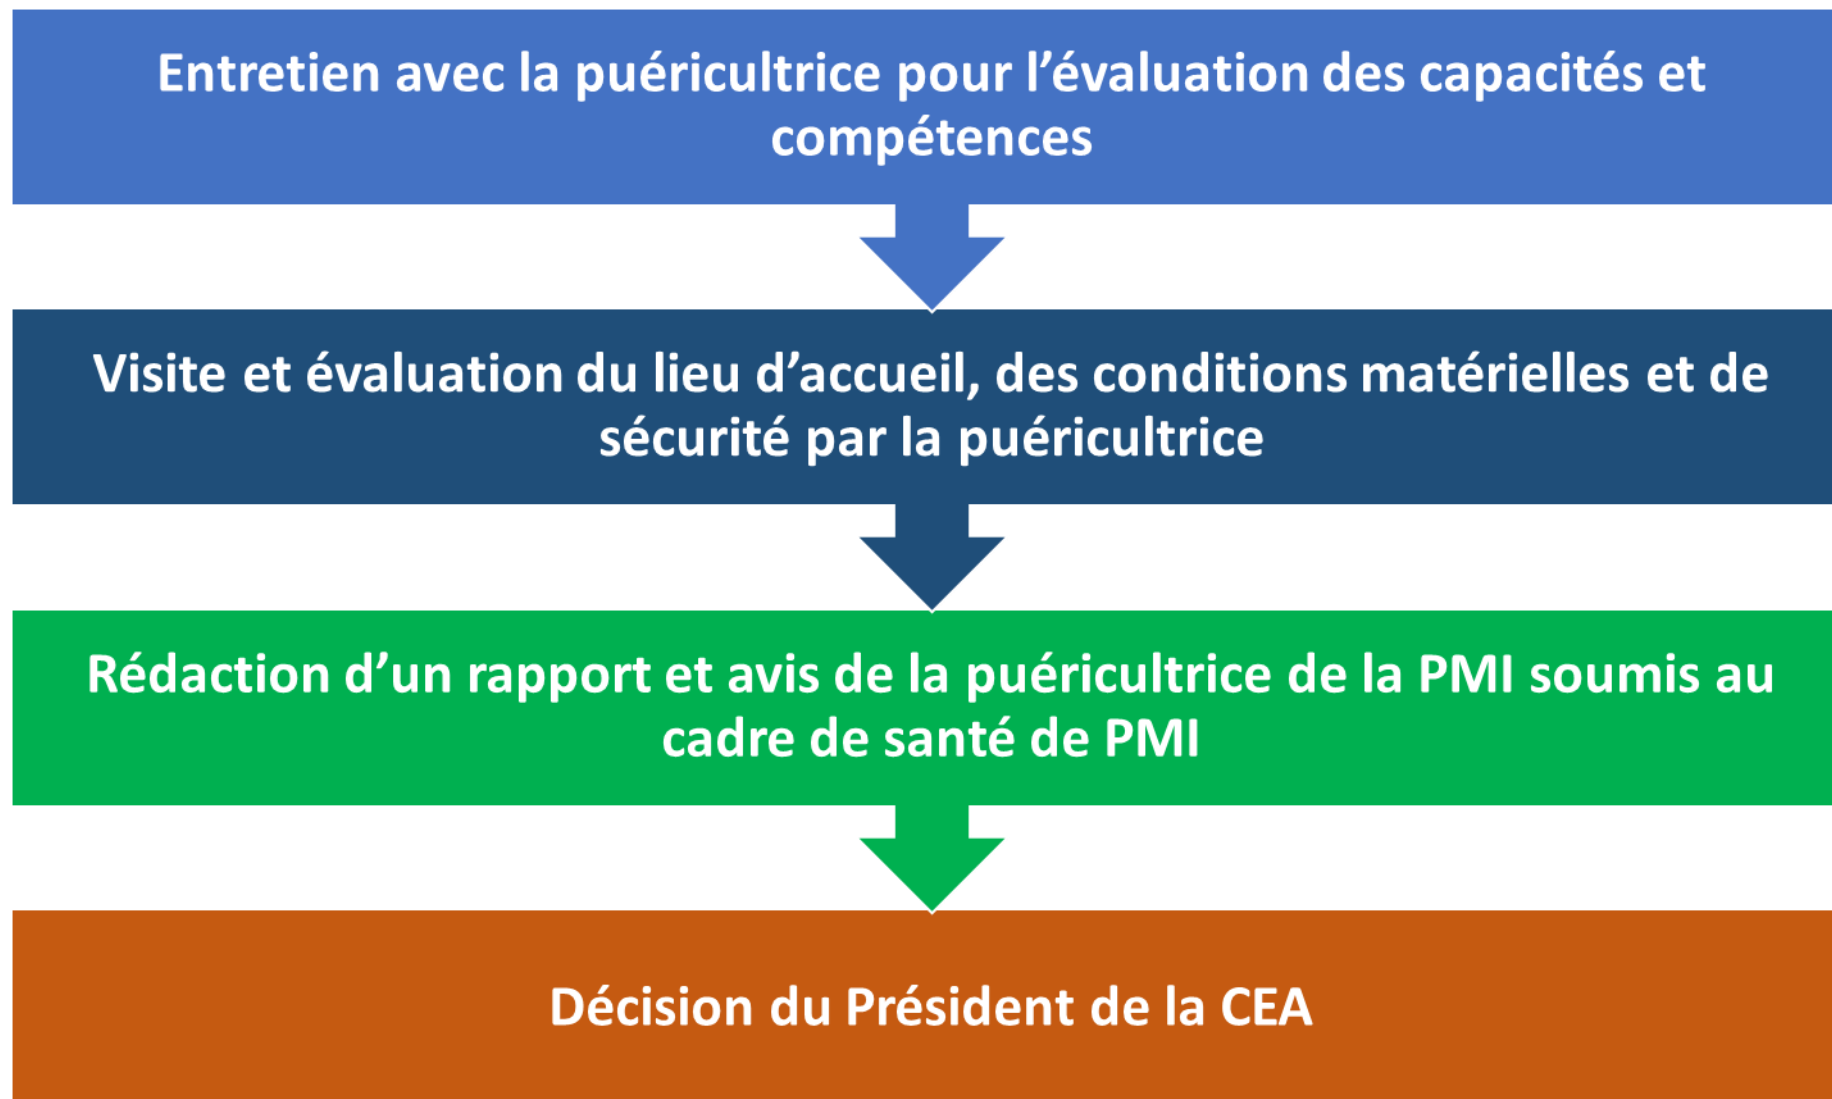 Entretien avec la puéricultrice pour l’évaluation des capacités et
compétences
Visite et évaluation du lieu d’accueil, des conditions matérielles et de
sécurité par la puéricultrice
Rédaction d’un rapport et avis de la puéricultrice de la PMI soumis au
cadre de santé de PMI
Décision du Président de la CEA